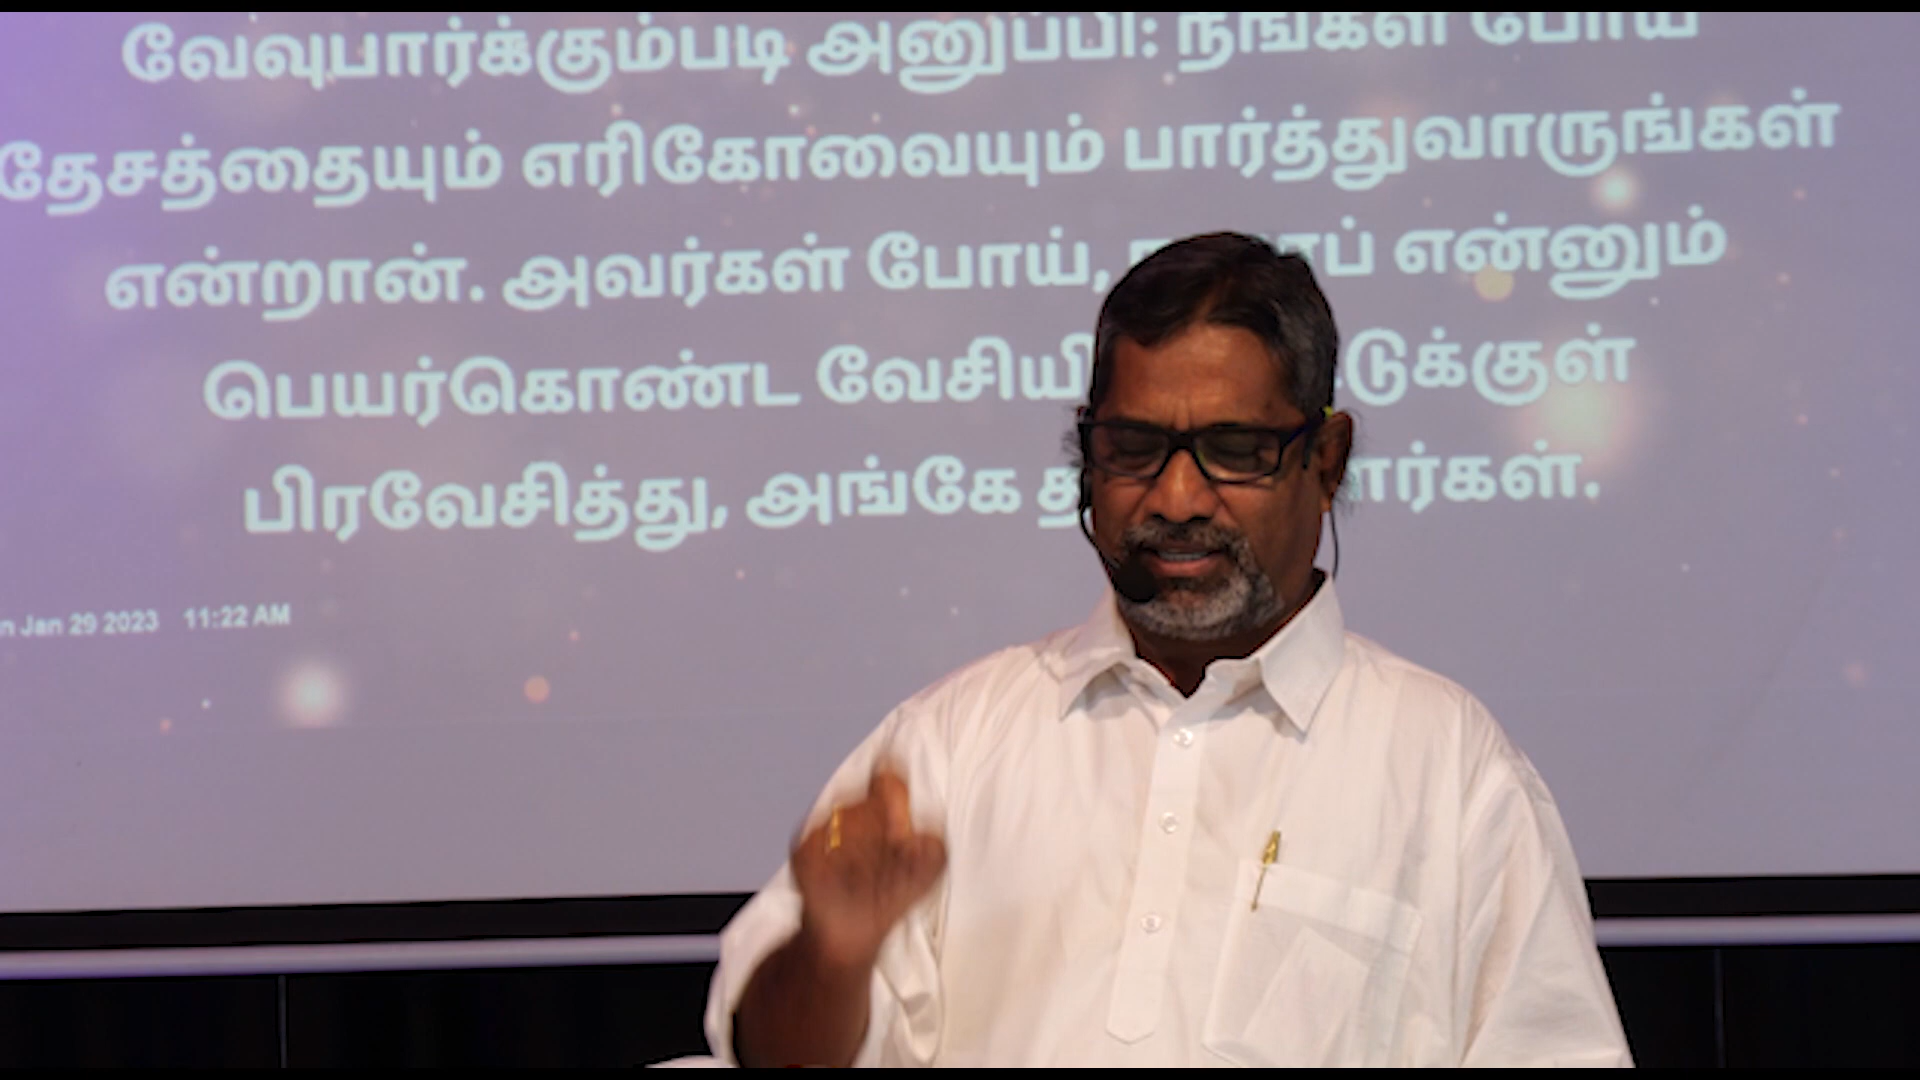 வேவுபார்க்கும்படி அனுப்பி: நீங்கள் போய்
தேசத்தையும் எரிகோவையும் பார்த்துவாருங்கள்
என்றான். அவர்கள் போய், என்னும்
பெயர்கொண்ட
பிரவேசித்து, அங்கே
Jan 29 2023 11:22 AM